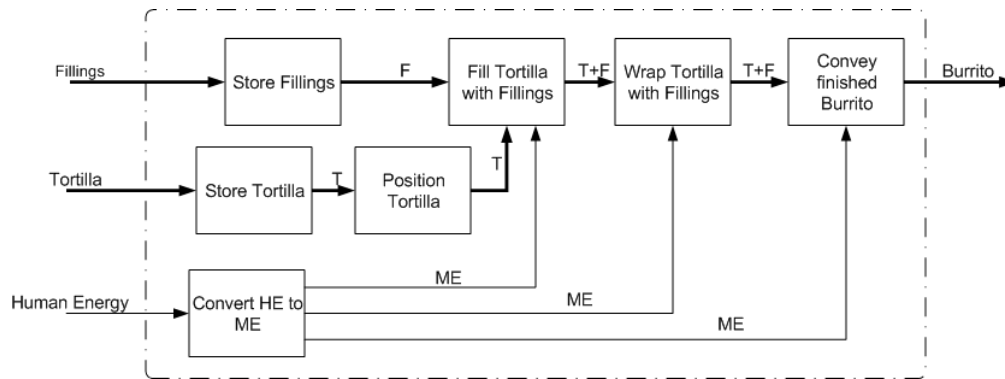 Fillings
Store Fillings
F
Fill Tortilla
with Fillings
T+F
Wrap Tortilla
with Fillings
T+F
Convey
finished
Burrito
Burrito
Tortilla
Store Tortilla
T
Position
Tortilla
T
Human Energy
Convert HE to
ME
ME
ME
ME